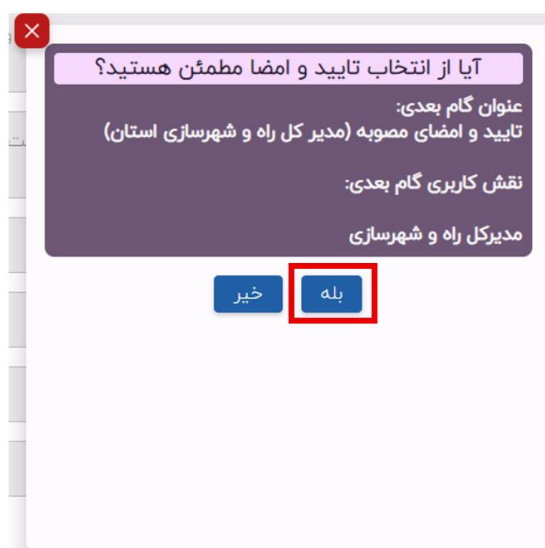 آیا از انتخاب تایید و امضا مطمئن هستید؟
عنوان گام بعدی:
تایید و امضای مصوبه (مدیر کل راه و شهرسازی استان)
نقش کاربری گام بعدی:
مدیرکل راه و شهرسازی
بله
خیر